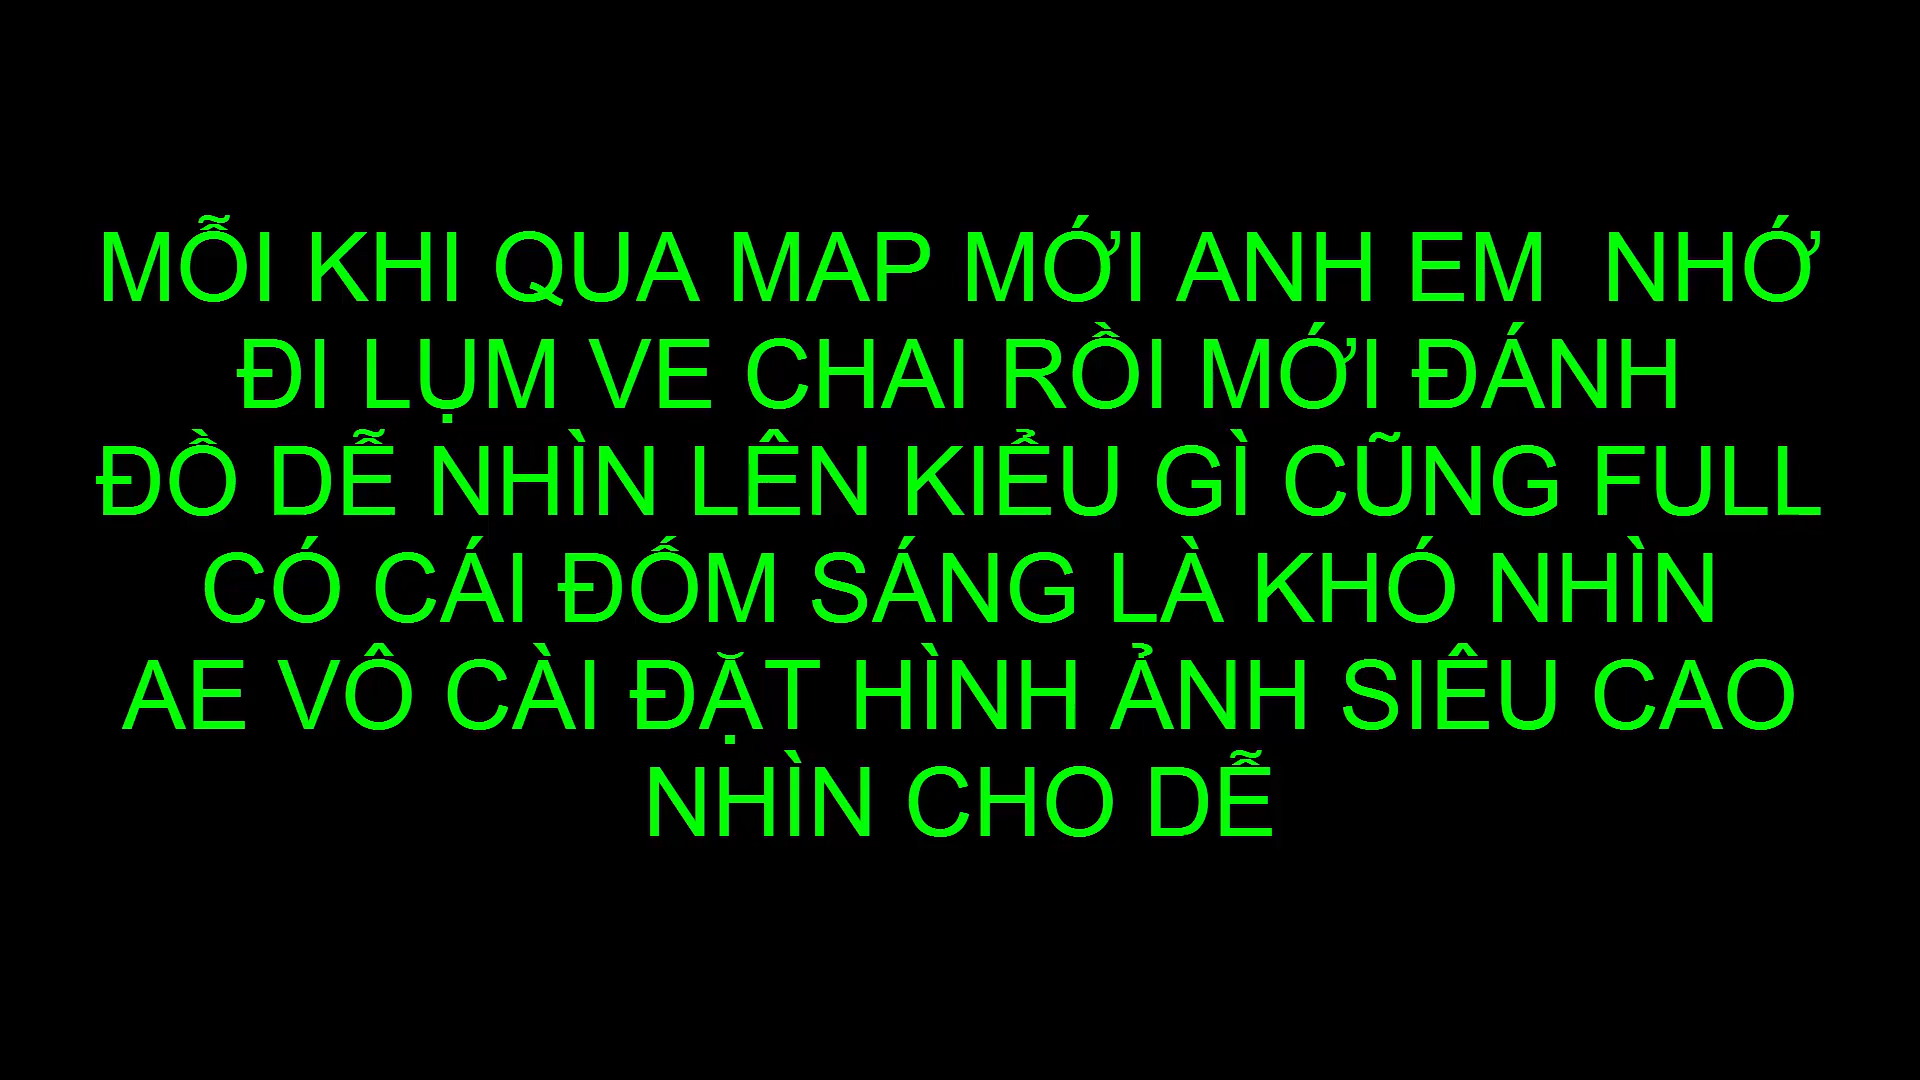 MỖI KHI QUA MAP MỚI ANH EM  NHỚ
ĐI LỤM VE CHAI RỒI MỚI ĐÁNH
ĐỒ DỄ NHÌN LÊN KIỂU GÌ CŨNG FULL
CÓ CÁI ĐỐM SÁNG LÀ KHÓ NHÌN
AE VÔ CÀI ĐẶT HÌNH ẢNH SIÊU CAO
NHÌN CHO DỄ